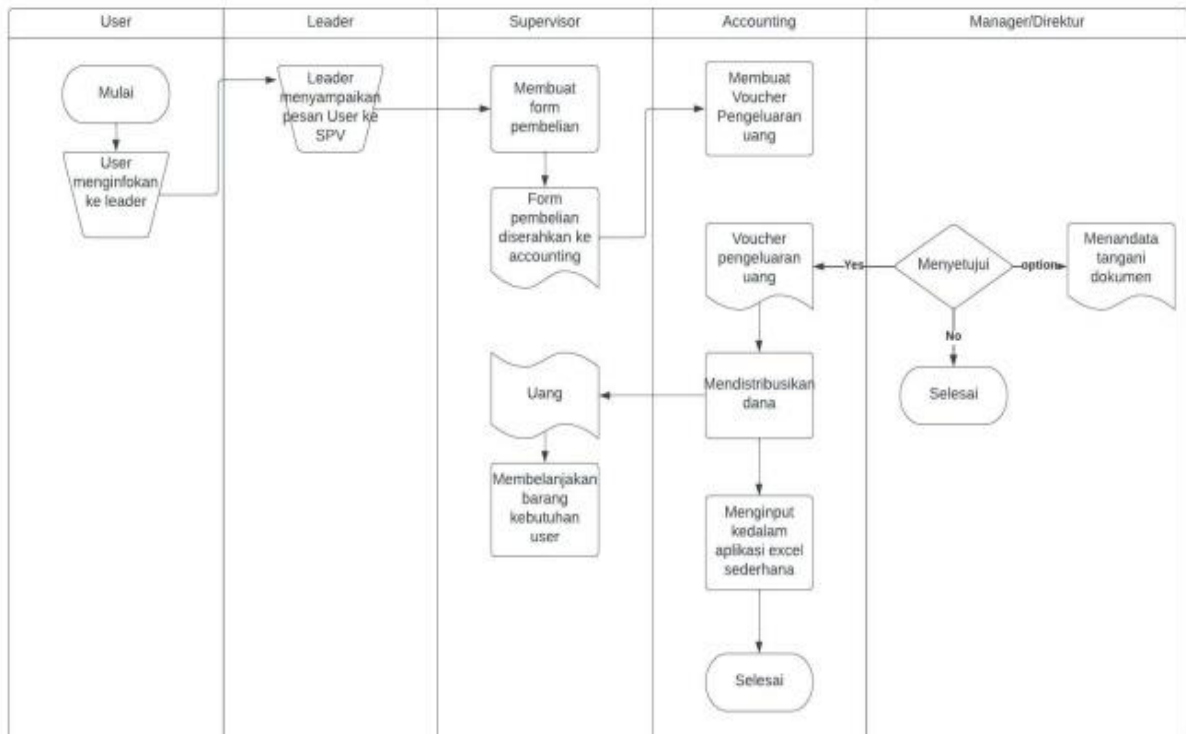 User
Leader
Supervisor
Accounting
Manager/Direktur
Mulai
User
menginfokan
ke leader
Leader
menyampaikan
pesan User ke
SPV
Membuat
form
pembelian
Form
pembelian
diserahkan ke
accounting
Membuat
Voucher
Pengeluaran
uang
Voucher
pengeluaran
uang
Yes
Menyetujui
option
Menandata
tangani
dokumen
No
Selesai
Mendistribusikan
dana
Uang
Membelanjakan
barang
kebutuhan
user
Menginput
kedalam
aplikasi excel
sederhana
Selesai